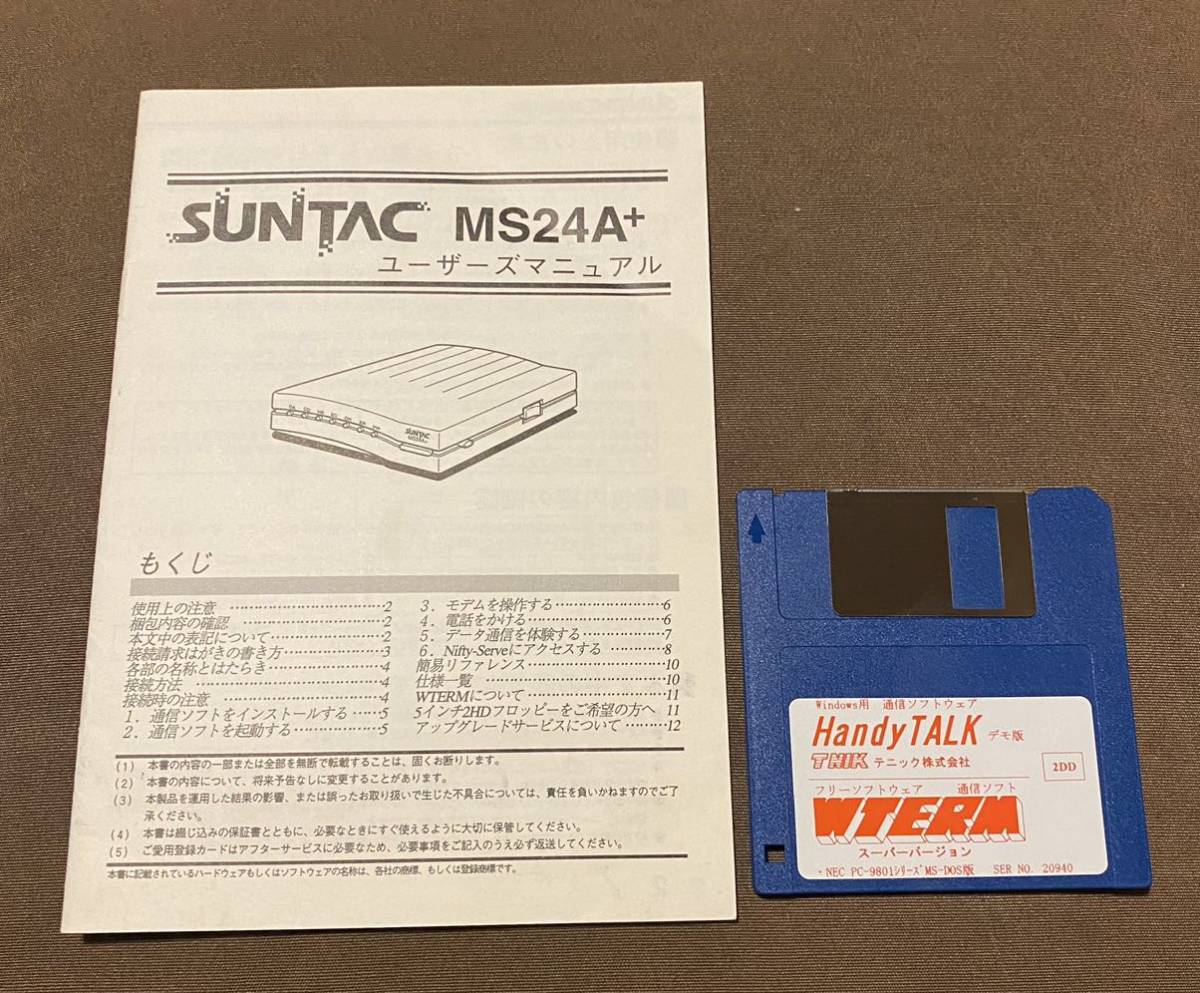 SUNTAC MS24A+
ユーザーズマニュアル
SUNTAC
もくじ
使用上の注意 ………………………………2
梱包内容の確認 ……………………………2
本文中の表記について……………………2
接続請求はがきの書き方…………………3
各部の名称とはたらき……………………4
接続方法 ……………………………………4
接続時の注意 ………………………………4
1．通信ソフトをインストールする ……5
2．通信ソフトを起動する………………5
3．モデムを操作する……………………6
4．電話をかける…………………………6
5．データ通信を体験する………………7
6．Nifty-Serveにアクセスする ………8
簡易リファレンス…………………………10
仕様一覧 …………………………………10
WTERMについて…………………………11
5インチ2HDフロッピーをご希望の方へ 11
アップグレードサービスについて ………12
(1) 本書の内容の一部または全部を無断で転載することは、固くお断りします。
(2) 本書の内容について、将来予告なしに変更することがあります。
(3) 本製品を運用した結果の影響、または誤ったお取り扱いで生じた不具合については、責任を負いかねますのでご了
承ください。
(4) 本書は綴じ込みの保証書とともに、必要なときにすぐ使えるように大切に保管してください。
(5) ご愛用登録カードはアフターサービスに必要なため、必要事項をご記入のうえ必ず返送してください。
本書に記載されているハードウェアもしくはソフトウェアの名称は、各社の商標、もしくは登録商標です。
Windows用 通信ソフトウェア
HandyTALK デモ版
TNIK テニック株式会社
2DD
フリーソフトウェア 通信ソフト
WTERM
スーパーバージョン
・NEC PC-9801シリーズ MS-DOS版 SER NO. 20940